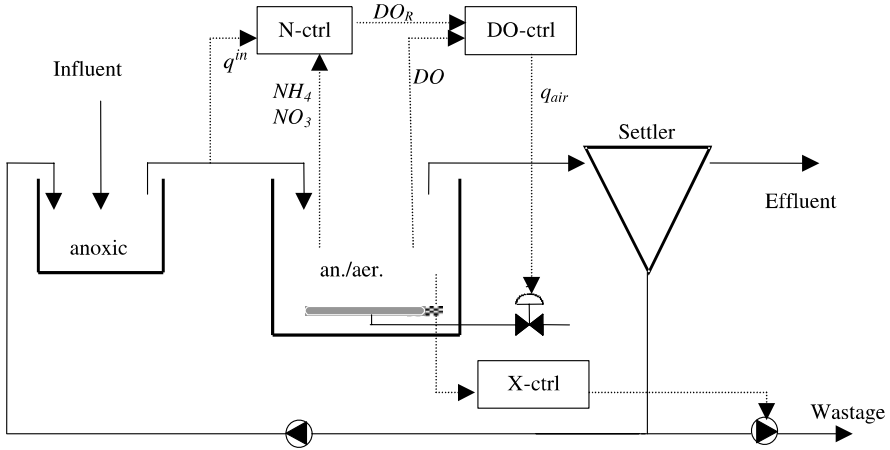 DO_R
N-ctrl
DO-ctrl
q^in
Influent
DO
NH_4
NO_3
q_air
Settler
Effluent
anoxic
an./aer.
X-ctrl
Wastage